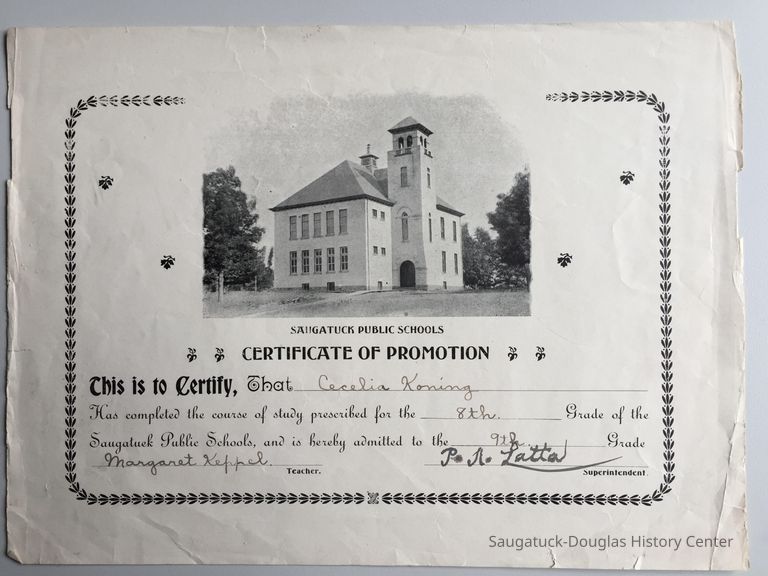 SAUGATUCK PUBLIC SCHOOLS
CERTIFICATE OF PROMOTION
This is to Certify, That Cecelia Koning
Has completed the course of study prescribed for the 8th. Grade of the
Saugatuck Public Schools, and is hereby admitted to the 9th. Grade
Margaret Keppel. Teacher. P. A. Latta Superintendent.
Saugatuck-Douglas History Center